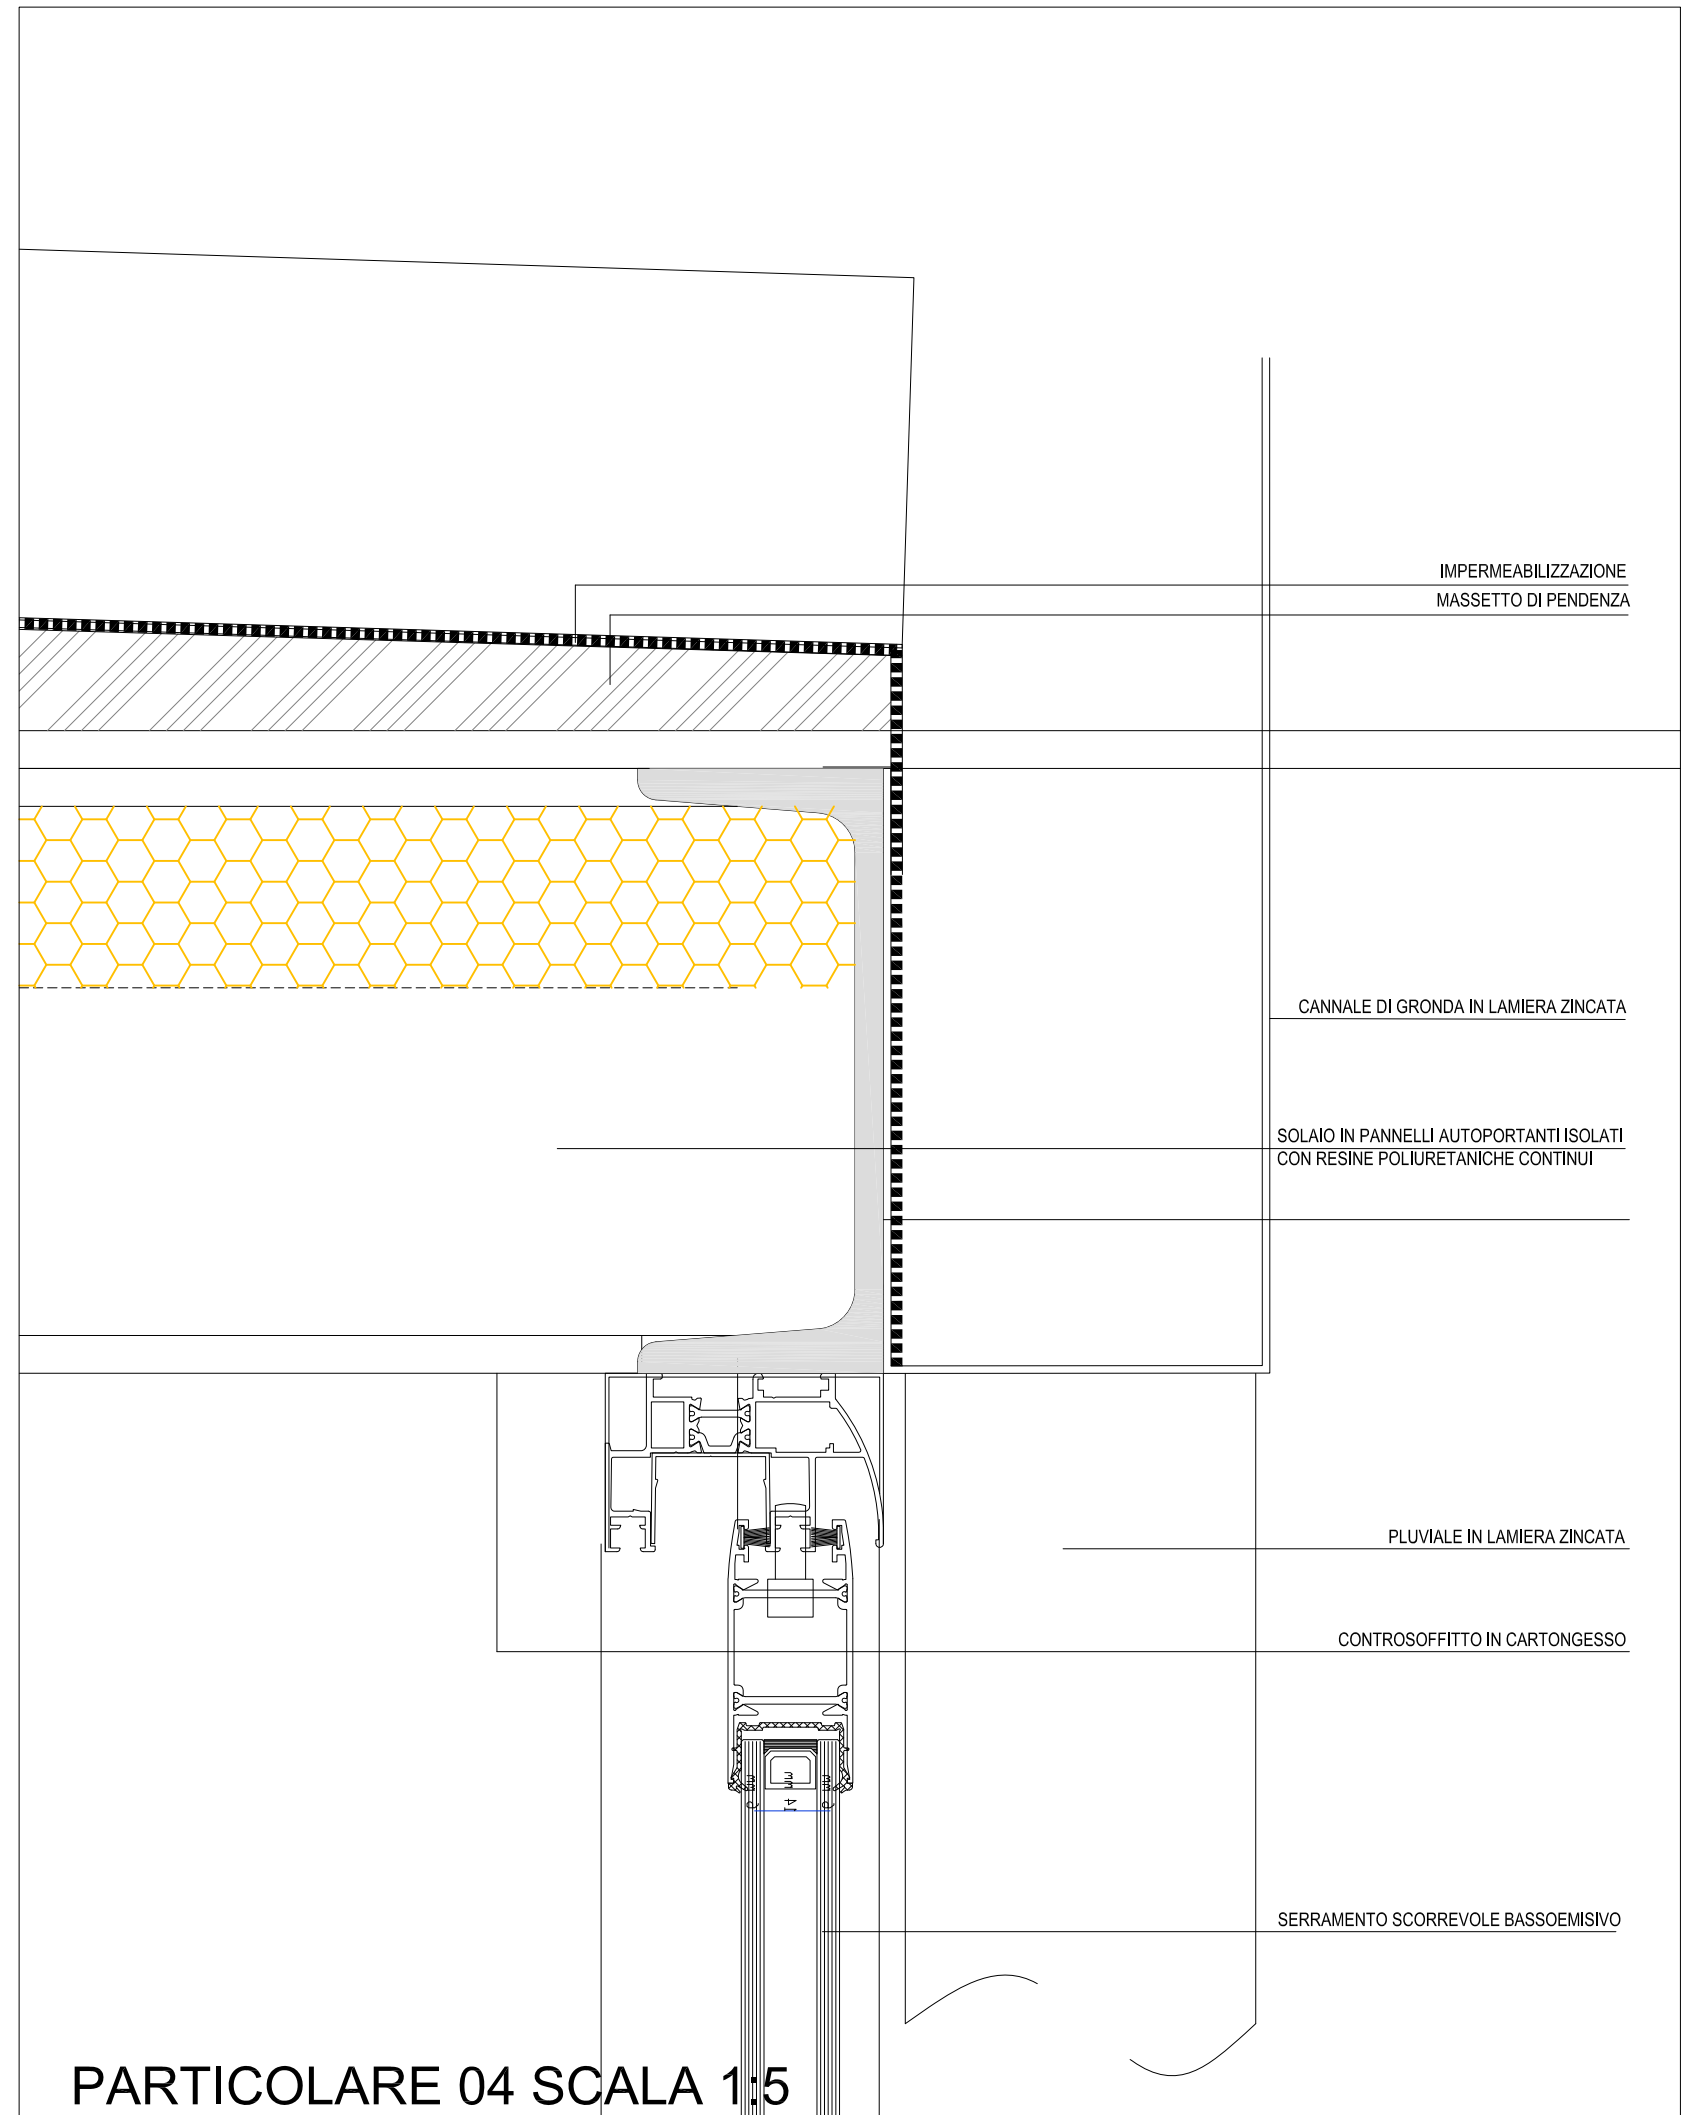 IMPERMEABILIZZAZIONE
MASSETTO DI PENDENZA
CANNALE DI GRONDA IN LAMIERA ZINCATA
SOLAIO IN PANNELLI AUTOPORTANTI ISOLATI
CON RESINE POLIURETANICHE CONTINUI
PLUVIALE IN LAMIERA ZINCATA
CONTROSOFFITTO IN CARTONGESSO
SERRAMENTO SCORREVOLE BASSOEMISIVO
PARTICOLARE 04 SCALA 1:5